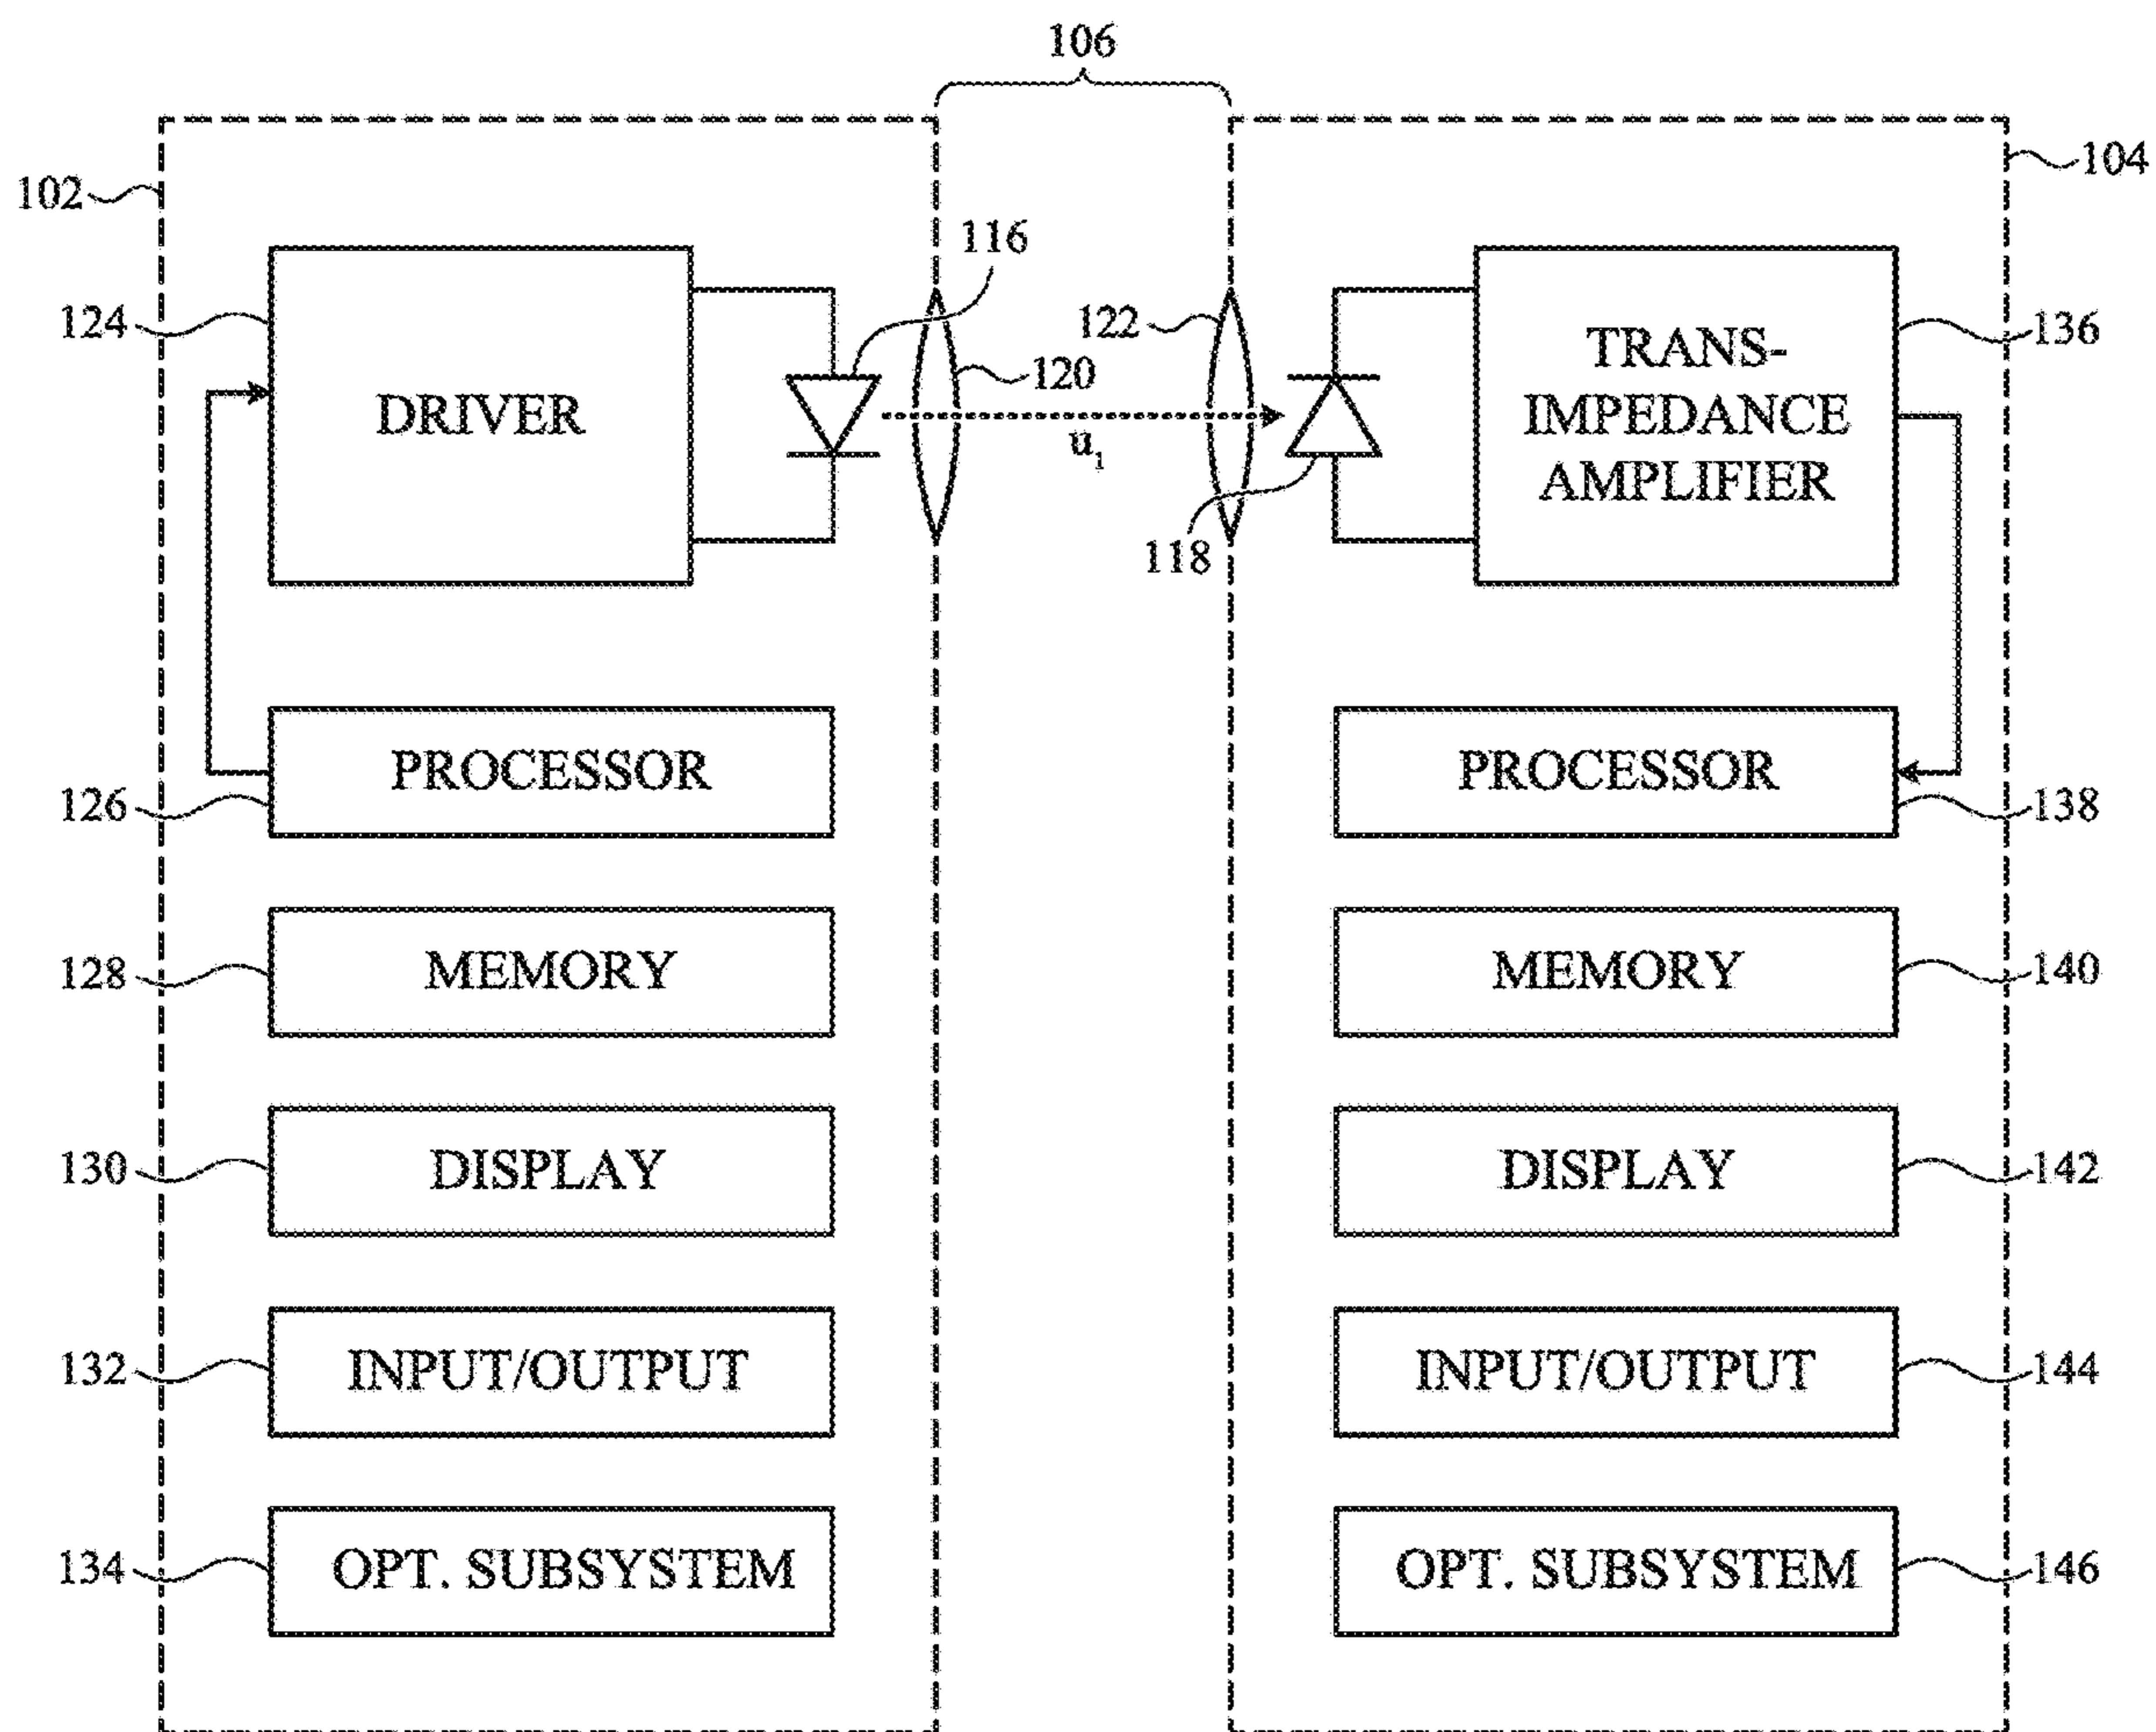 106
102
104
116
124
DRIVER
120
122
u₁
118
TRANS-
IMPEDANCE
AMPLIFIER
136
PROCESSOR
126
PROCESSOR
138
128
MEMORY
MEMORY
140
130
DISPLAY
DISPLAY
142
132
INPUT/OUTPUT
INPUT/OUTPUT
144
134
OPT. SUBSYSTEM
OPT. SUBSYSTEM
146